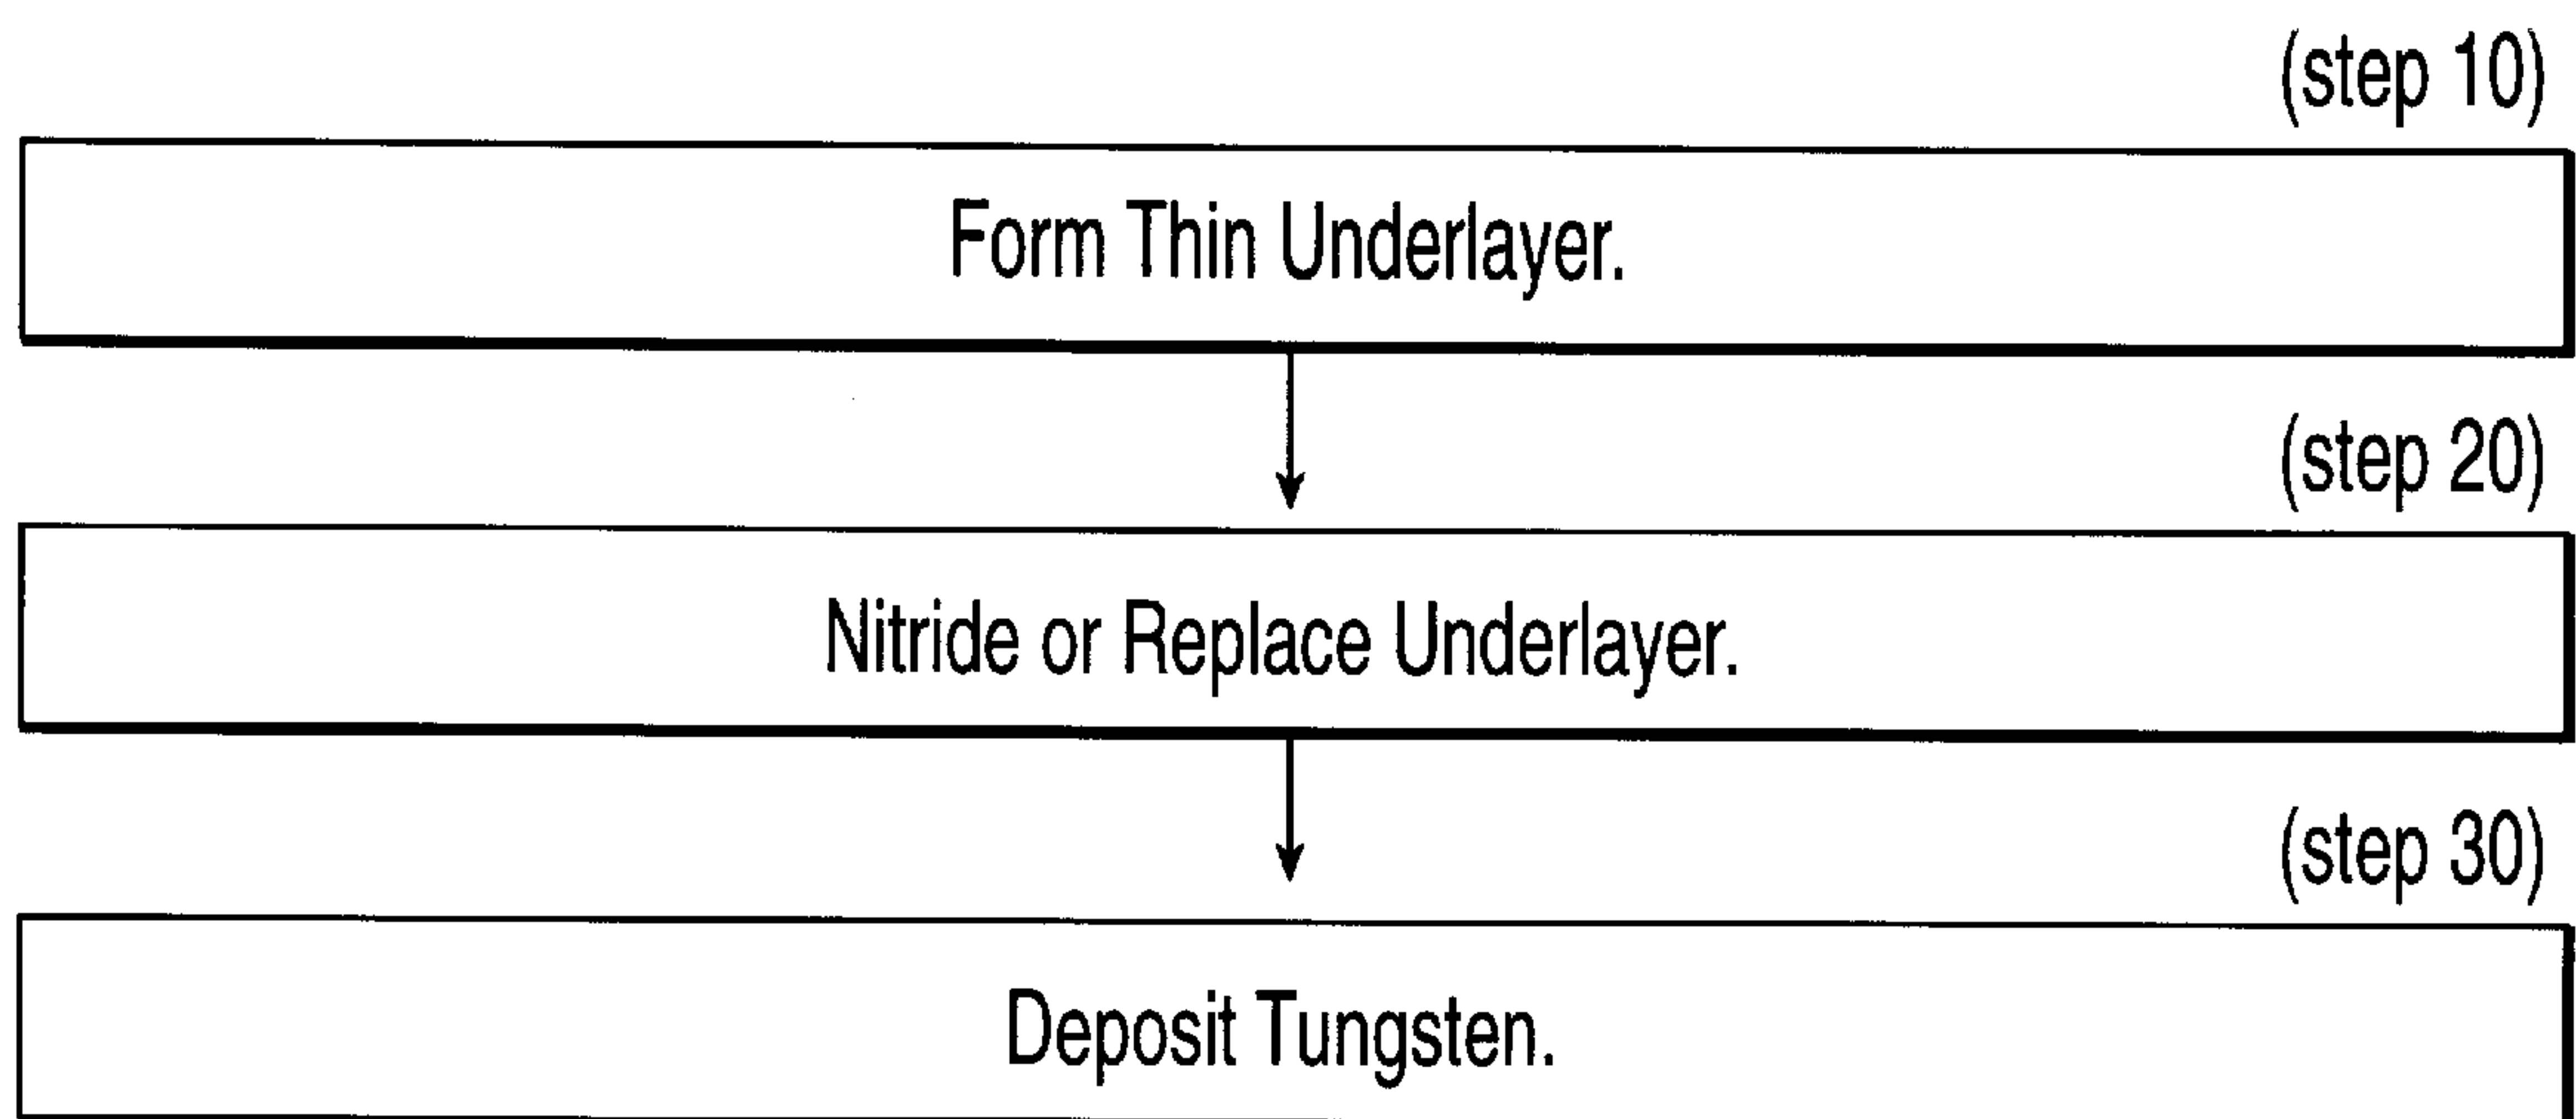 (step 10)
Form Thin Underlayer.
(step 20)
Nitride or Replace Underlayer.
(step 30)
Deposit Tungsten.